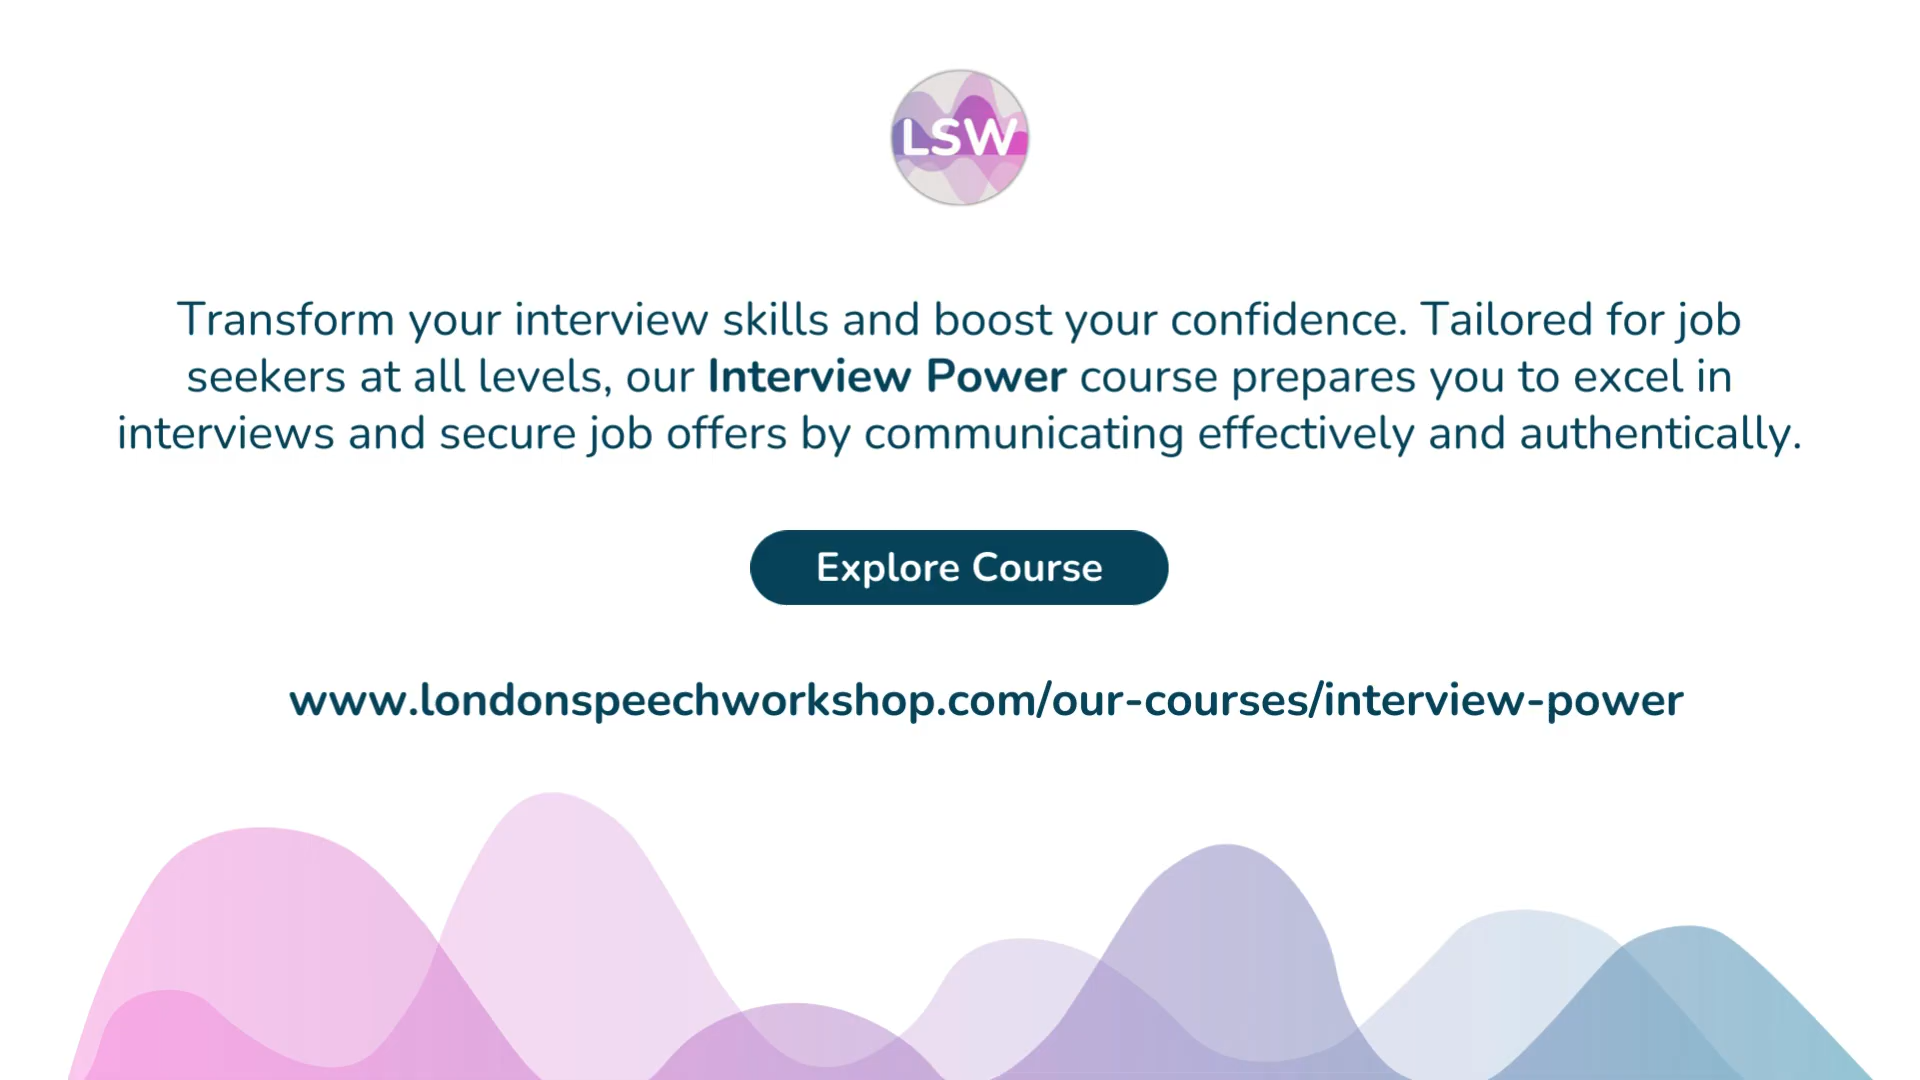 LSW
Transform your interview skills and boost your confidence. Tailored for job
seekers at all levels, our Interview Power course prepares you to excel in
interviews and secure job offers by communicating effectively and authentically.
Explore Course
www.londonspeechworkshop.com/our-courses/interview-power